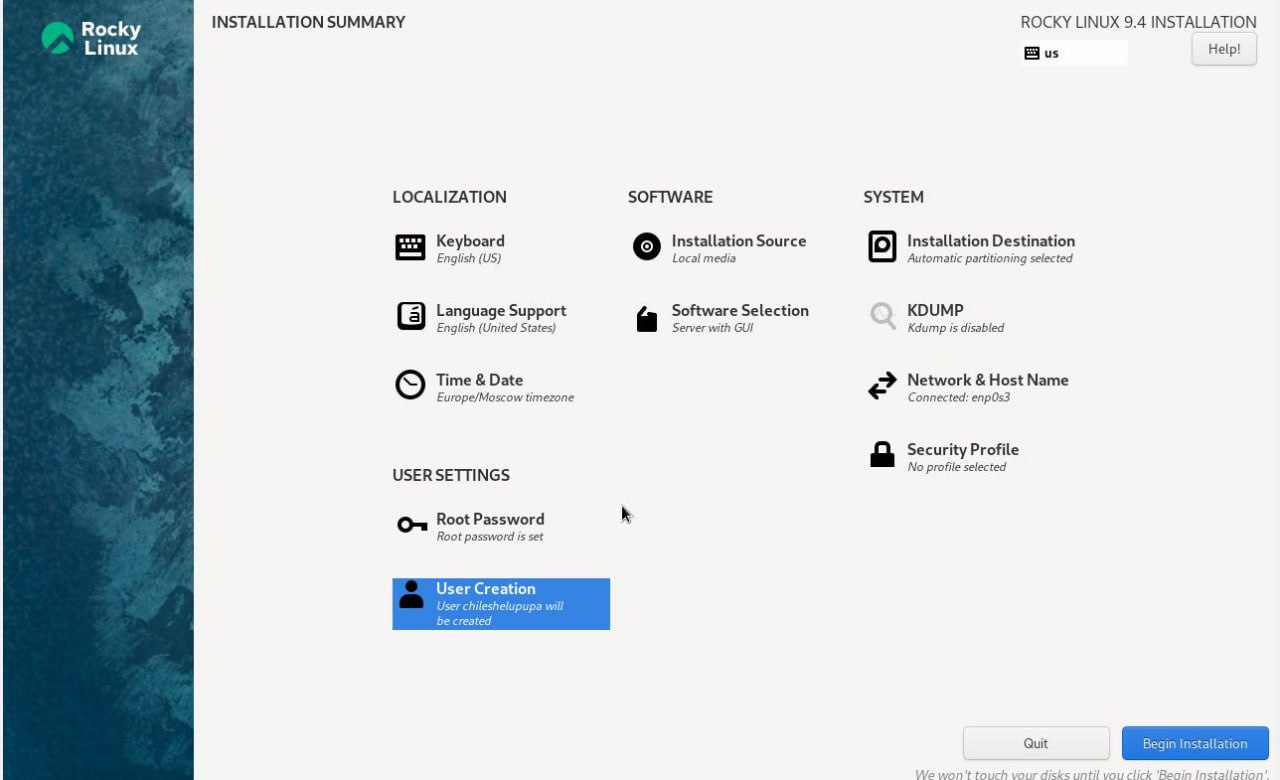 Rocky
Linux
INSTALLATION SUMMARY
ROCKY LINUX 9.4 INSTALLATION
us
Help!
LOCALIZATION
Keyboard
English (US)
Language Support
English (United States)
Time & Date
Europe/Moscow timezone
SOFTWARE
Installation Source
Local media
Software Selection
Server with GUI
SYSTEM
Installation Destination
Automatic partitioning selected
KDUMP
Kdump is disabled
Network & Host Name
Connected: enp0s3
Security Profile
No profile selected
USER SETTINGS
Root Password
Root password is set
User Creation
User chileshelupupa will
be created
Quit
Begin Installation
We won't touch your disks until you click 'Begin Installation'.